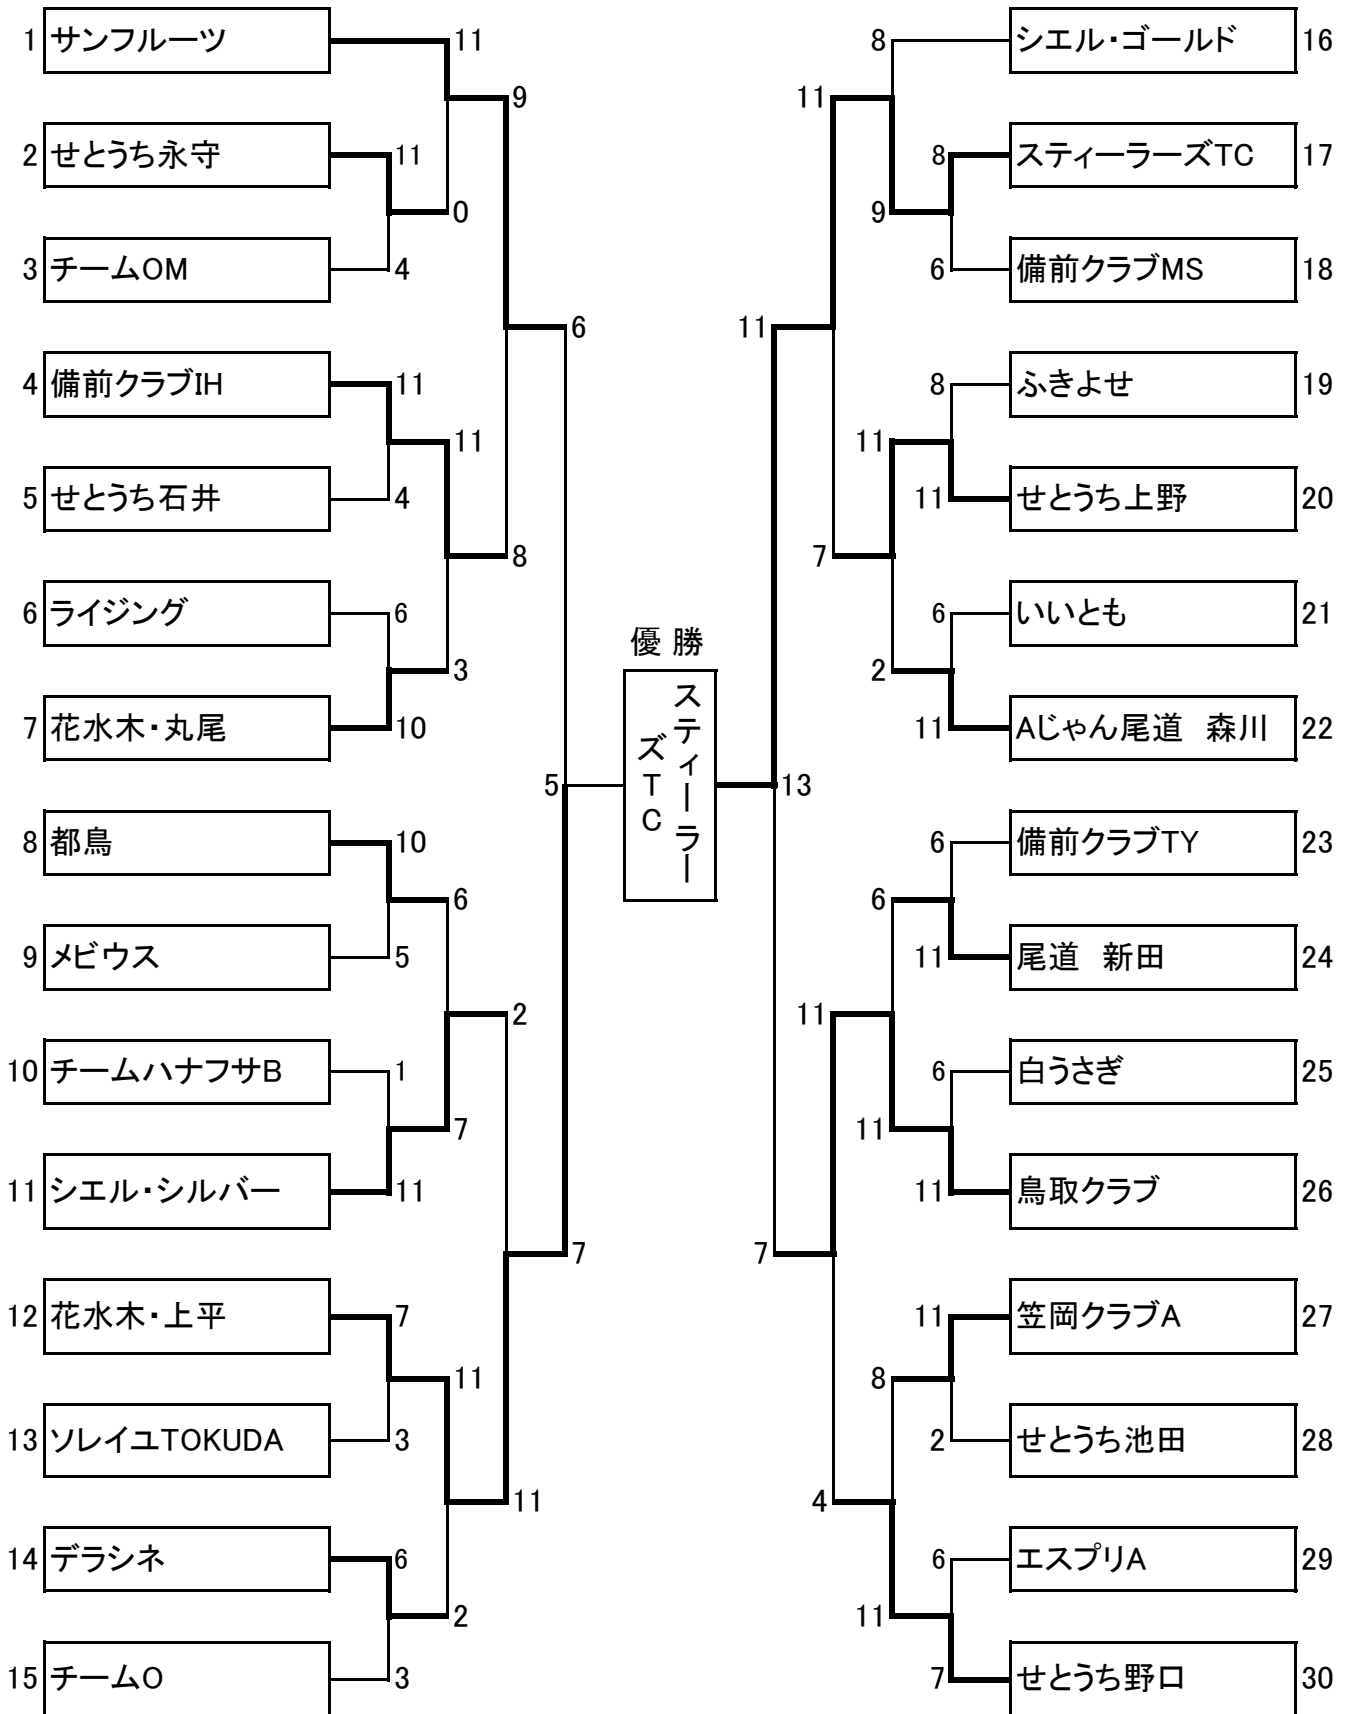 1 サンフルーツ 11
9
2 せとうち永守 11
0
3 チームOM 4
6
4 備前クラブIH 11
11
5 せとうち石井 4
8
6 ライジング 6
3
7 花水木・丸尾 10
5
8 都鳥 10
6
9 メビウス 5
2
10 チームハナフサB 1
7
11 シエル・シルバー 11
7
12 花水木・上平 7
11
13 ソレイユTOKUDA 3
11
14 デラシネ 6
2
15 チームO 3
優勝
スティーラー
ズTC
8 シエル・ゴールド 16
11
8 スティーラーズTC 17
9
6 備前クラブMS 18
11
8 ふきよせ 19
11
11 せとうち上野 20
7
6 いいとも 21
2
11 Aじゃん尾道 森川 22
13
6 備前クラブTY 23
6
11 尾道 新田 24
11
6 白うさぎ 25
11
11 鳥取クラブ 26
7
11 笠岡クラブA 27
8
2 せとうち池田 28
4
6 エスプリA 29
11
7 せとうち野口 30